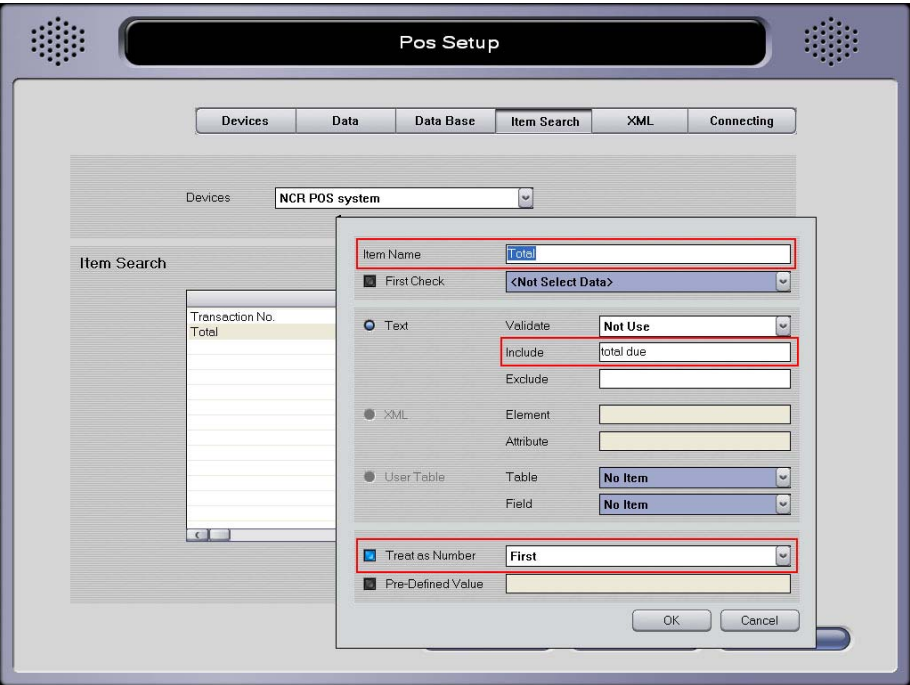 Pos Setup
Devices Data Data Base Item Search XML Connecting
Devices NCR POS system
Item Search
Transaction No.
Total
Item Name Total
First Check <Not Select Data>
Text Validate Not Use
Include total due
Exclude
XML Element
Attribute
User Table Table No Item
Field No Item
Treat as Number First
Pre-Defined Value
OK Cancel